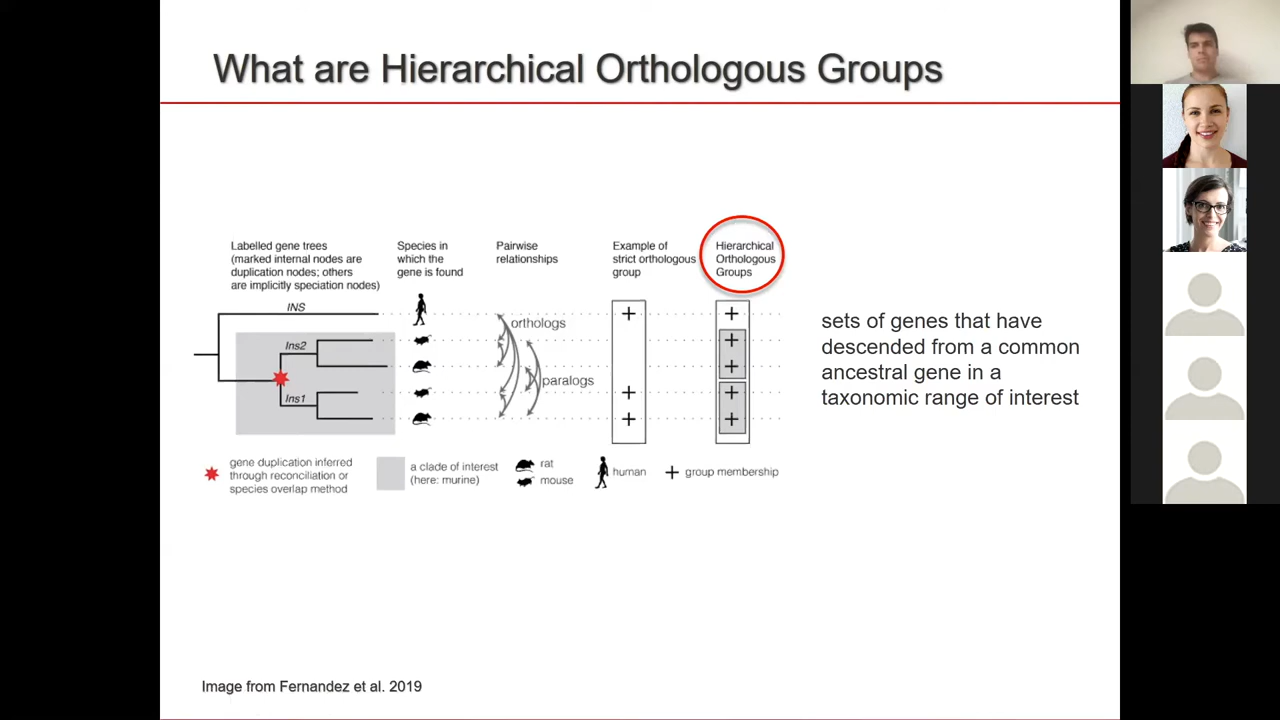 What are Hierarchical Orthologous Groups
Labelled gene trees
(marked internal nodes are
duplication nodes; others
are implicitly speciation nodes)
Species in
which the
gene is found
Pairwise
relationships
Example of
strict orthologous
group
Hierarchical
Orthologous
Groups
INS
Ins2
Ins1
orthologs
paralogs
sets of genes that have
descended from a common
ancestral gene in a
taxonomic range of interest
gene duplication inferred
through reconciliation or
species overlap method
a clade of interest
(here: murine)
rat
mouse
human
group membership
Image from Fernandez et al. 2019